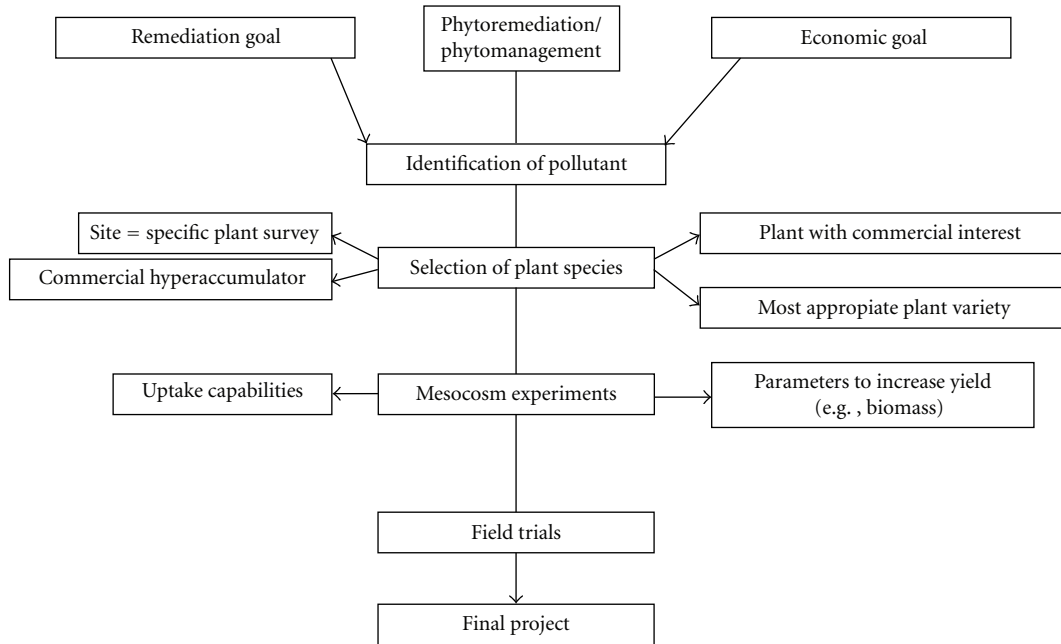 Remediation goal
Phytoremediation/
phytomanagement
Economic goal
Identification of pollutant
Site = specific plant survey
Commercial hyperaccumulator
Selection of plant species
Plant with commercial interest
Most appropiate plant variety
Uptake capabilities
Mesocosm experiments
Parameters to increase yield
(e.g. , biomass)
Field trials
Final project